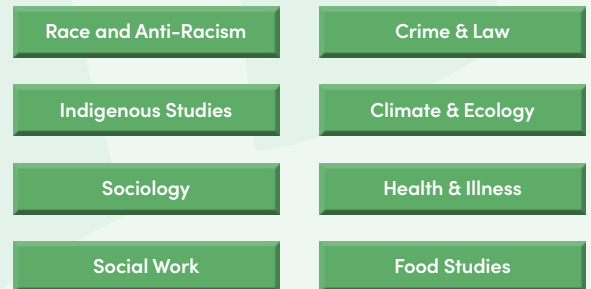 Race and Anti-Racism
Crime & Law
Indigenous Studies
Climate & Ecology
Sociology
Health & Illness
Social Work
Food Studies